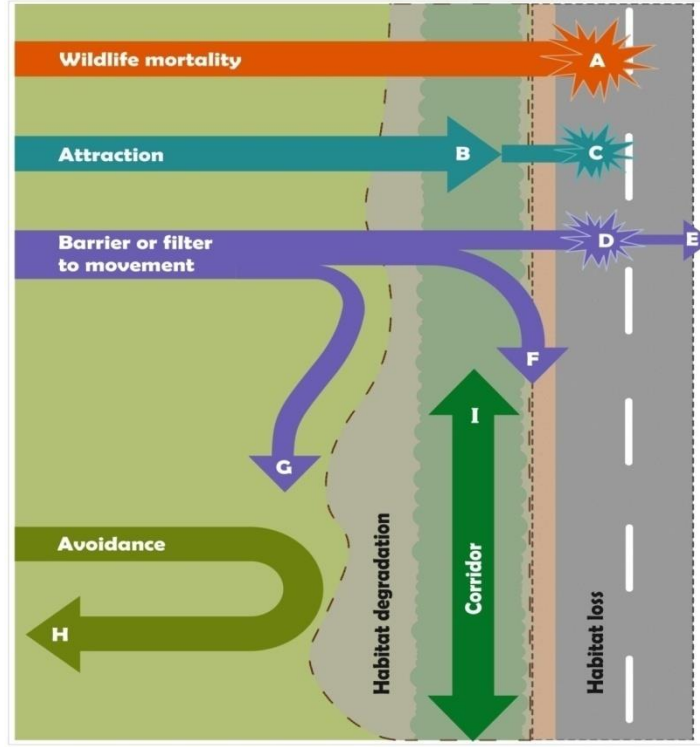 Wildlife mortality
A
Attraction
B
C
Barrier or filter
to movement
D
E
F
G
I
Avoidance
H
Habitat degradation
Corridor
Habitat loss